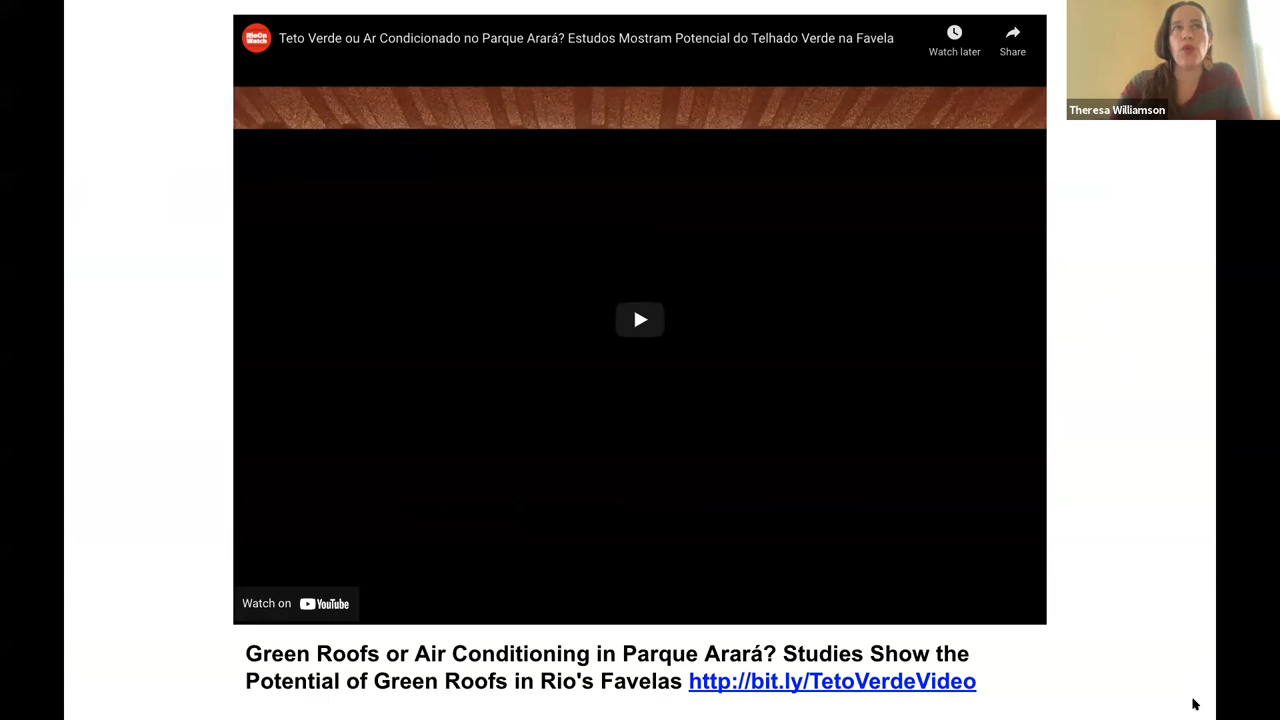 RioOn
Watch
Teto Verde ou Ar Condicionado no Parque Arará? Estudos Mostram Potencial do Telhado Verde na Favela
Watch later
Share
Theresa Williamson
Watch on YouTube
Green Roofs or Air Conditioning in Parque Arará? Studies Show the
Potential of Green Roofs in Rio's Favelas http://bit.ly/TetoVerdeVideo